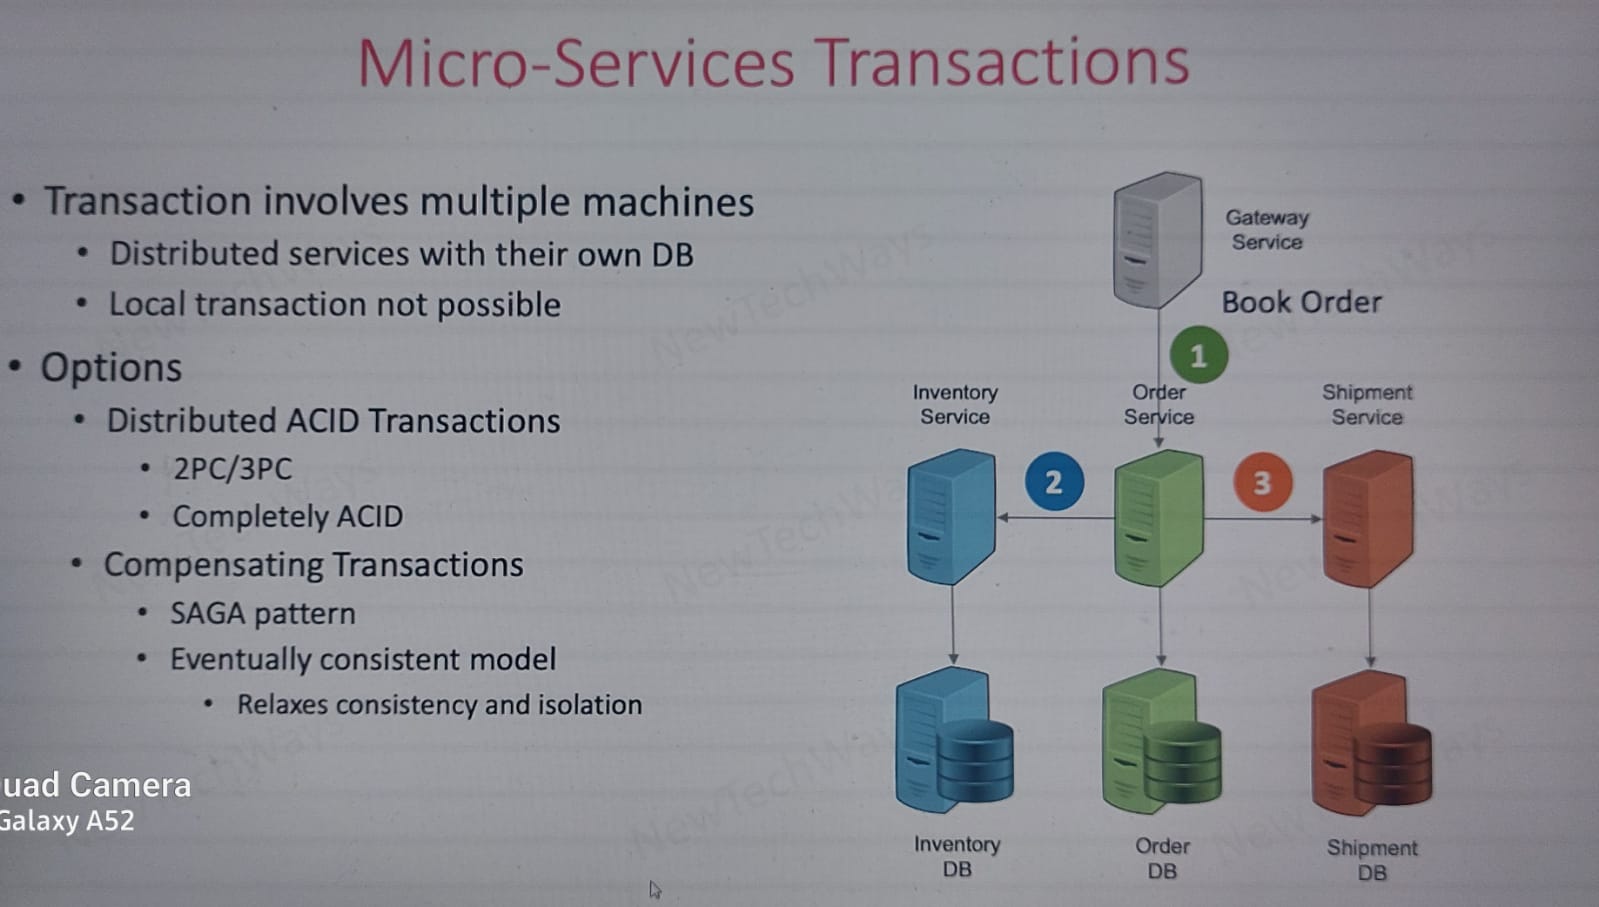 Micro-Services Transactions
• Transaction involves multiple machines
• Distributed services with their own DB
• Local transaction not possible
• Options
• Distributed ACID Transactions
• 2PC/3PC
• Completely ACID
• Compensating Transactions
• SAGA pattern
• Eventually consistent model
• Relaxes consistency and isolation
Gateway
Service
Book Order
1
Inventory
Service
Order
Service
Shipment
Service
2
3
Inventory
DB
Order
DB
Shipment
DB
uad Camera
Galaxy A52
NewTechWays